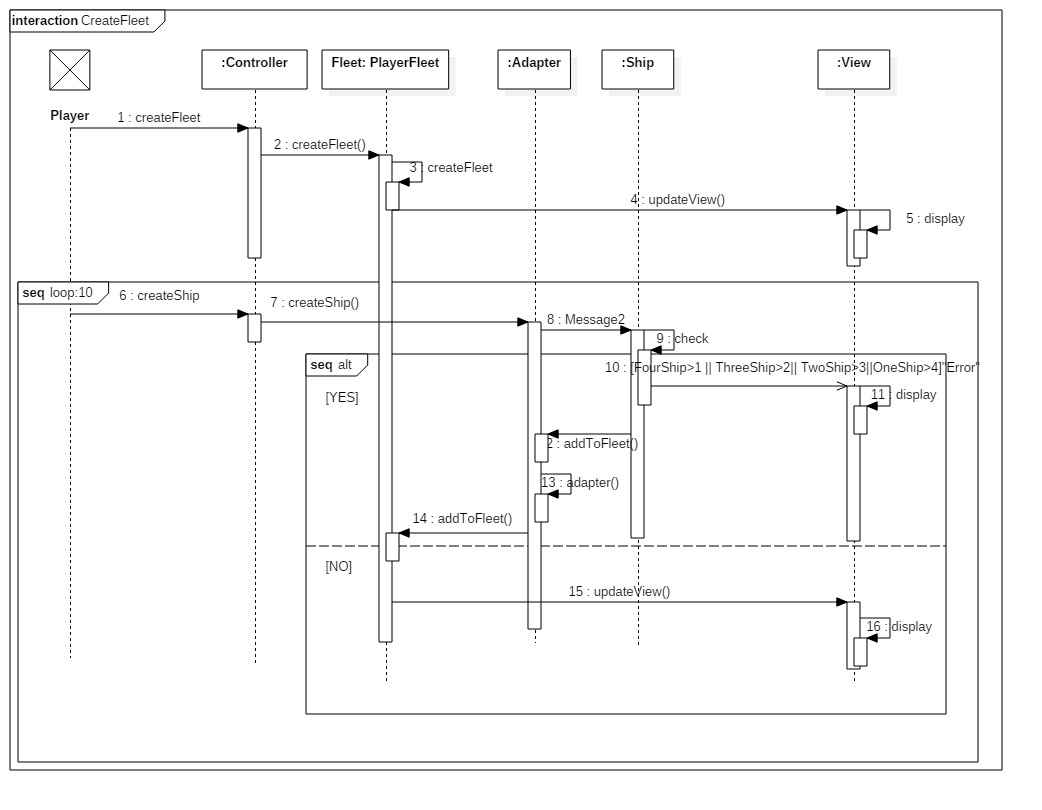 interaction CreateFleet
:Controller
Fleet: PlayerFleet
:Adapter
:Ship
:View
Player
1 : createFleet
2 : createFleet()
3 : createFleet
4 : updateView()
5 : display
seq loop:10
6 : createShip
7 : createShip()
8 : Message2
9 : check
seq alt
10 : [FourShip>1 || ThreeShip>2|| TwoShip>3||OneShip>4]"Error"
[YES]
11 : display
2 : addToFleet()
13 : adapter()
14 : addToFleet()
[NO]
15 : updateView()
16 : display